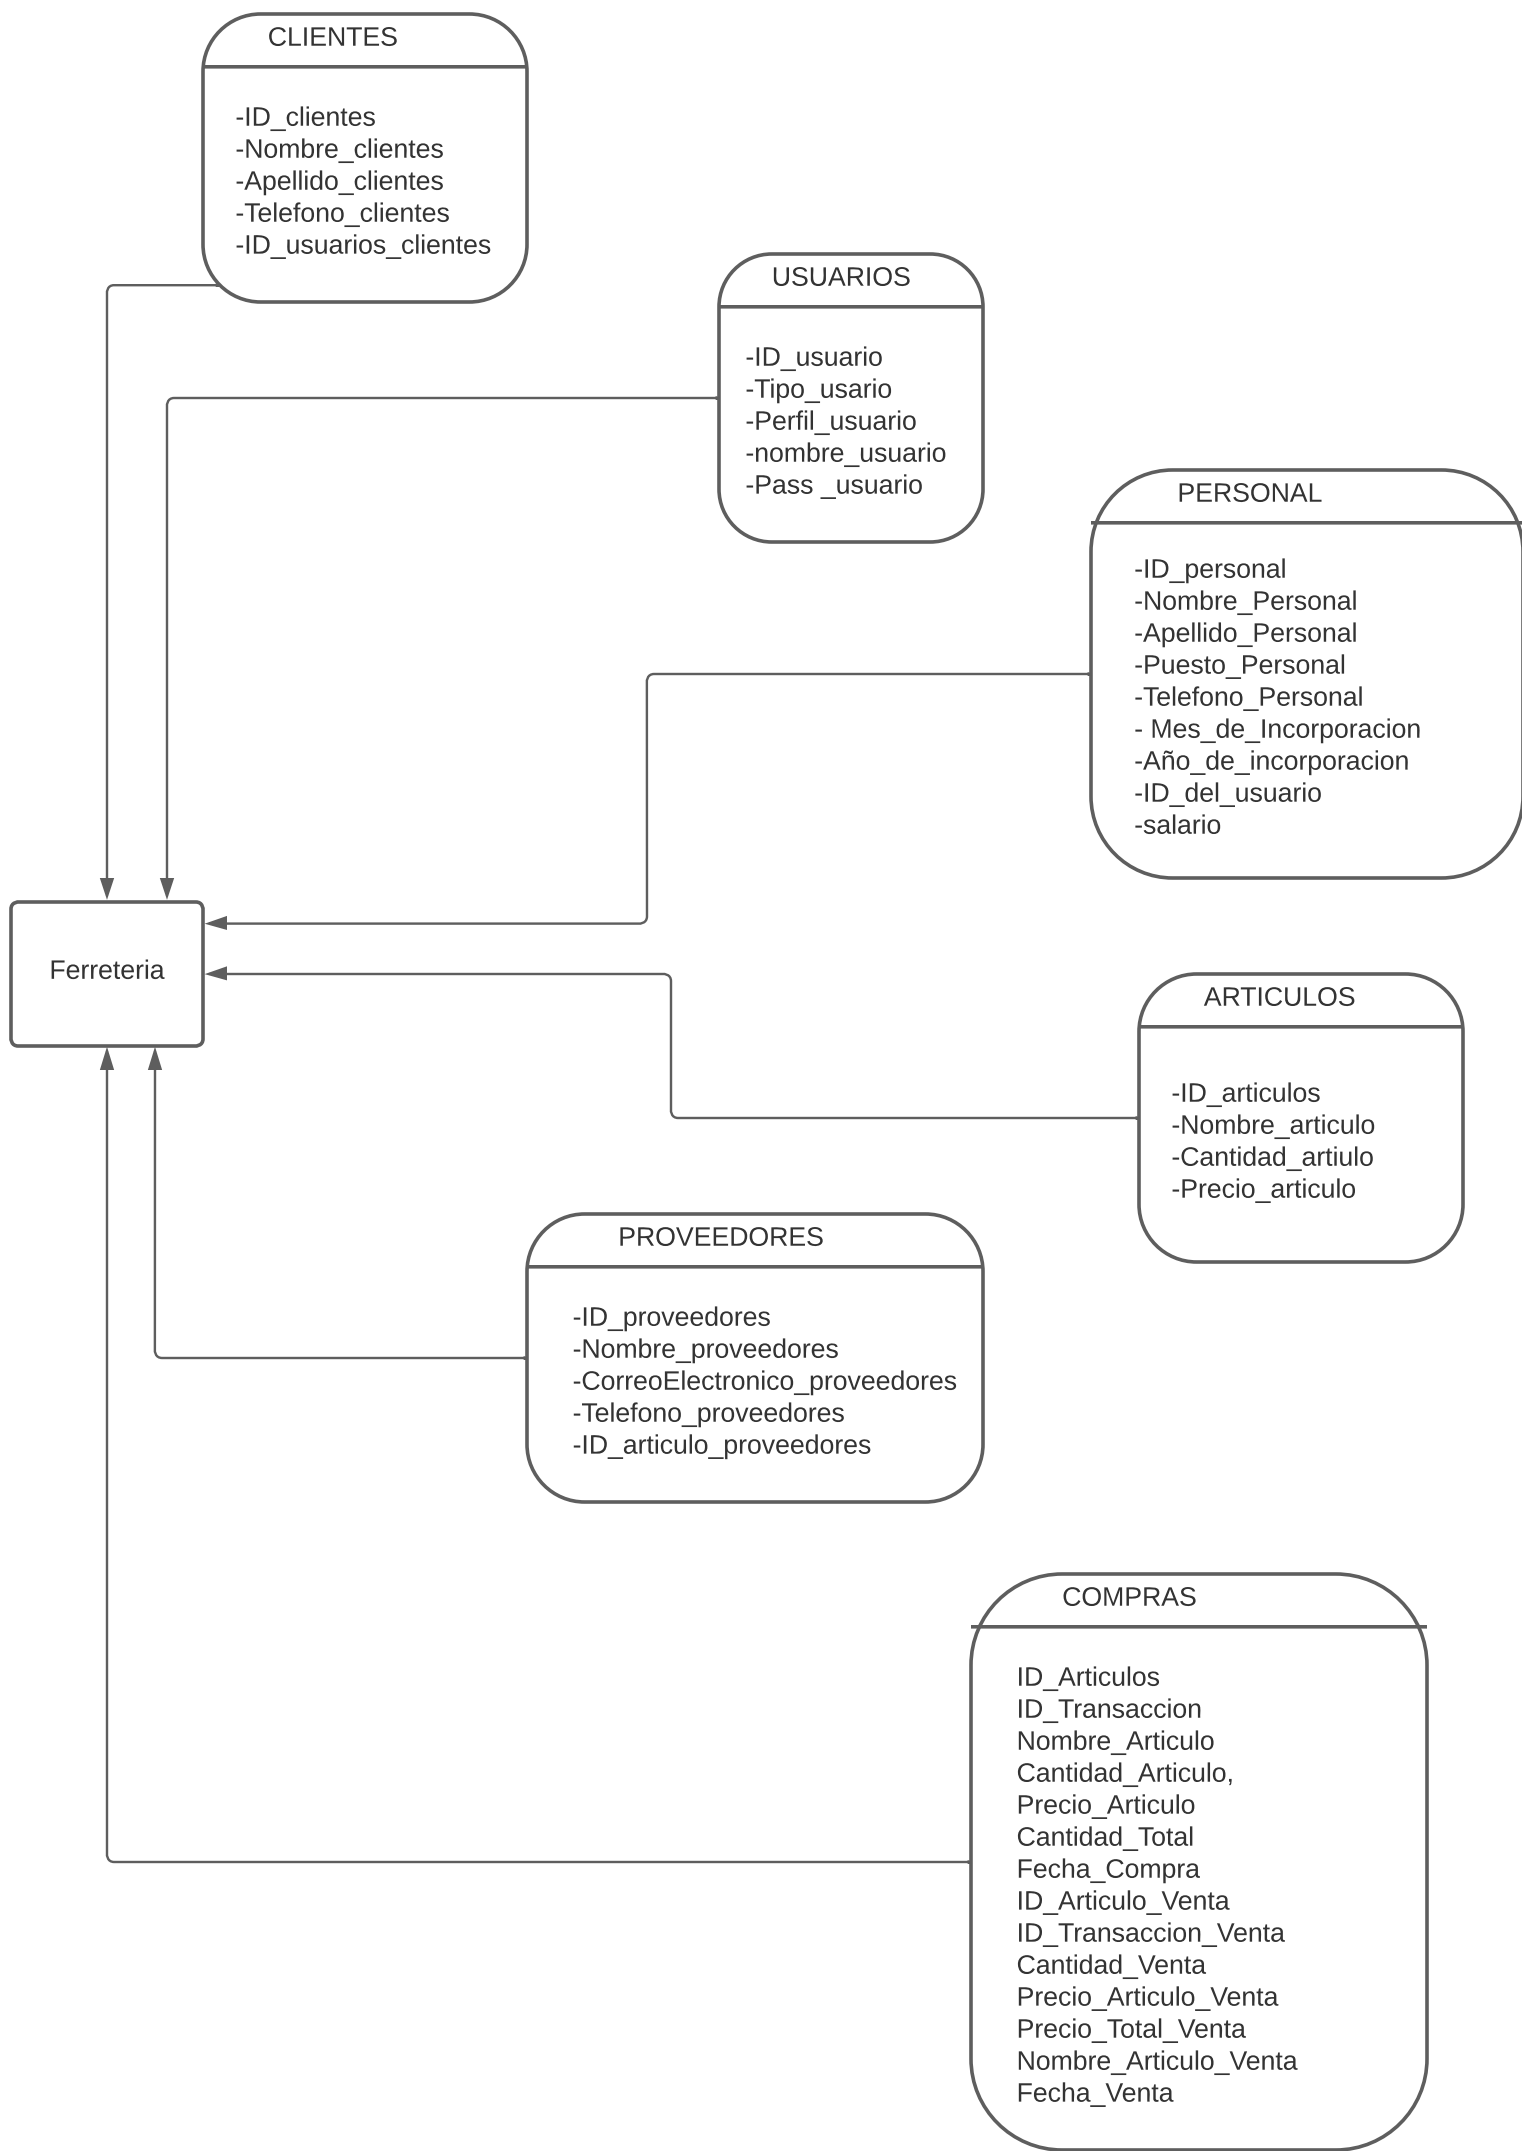 CLIENTES
-ID_clientes
-Nombre_clientes
-Apellido_clientes
-Telefono_clientes
-ID_usuarios_clientes
USUARIOS
-ID_usuario
-Tipo_usario
-Perfil_usuario
-nombre_usuario
-Pass _usuario
PERSONAL
-ID_personal
-Nombre_Personal
-Apellido_Personal
-Puesto_Personal
-Telefono_Personal
- Mes_de_Incorporacion
-Año_de_incorporacion
-ID_del_usuario
-salario
Ferreteria
ARTICULOS
-ID_articulos
-Nombre_articulo
-Cantidad_artiulo
-Precio_articulo
PROVEEDORES
-ID_proveedores
-Nombre_proveedores
-CorreoElectronico_proveedores
-Telefono_proveedores
-ID_articulo_proveedores
COMPRAS
ID_Articulos
ID_Transaccion
Nombre_Articulo
Cantidad_Articulo,
Precio_Articulo
Cantidad_Total
Fecha_Compra
ID_Articulo_Venta
ID_Transaccion_Venta
Cantidad_Venta
Precio_Articulo_Venta
Precio_Total_Venta
Nombre_Articulo_Venta
Fecha_Venta